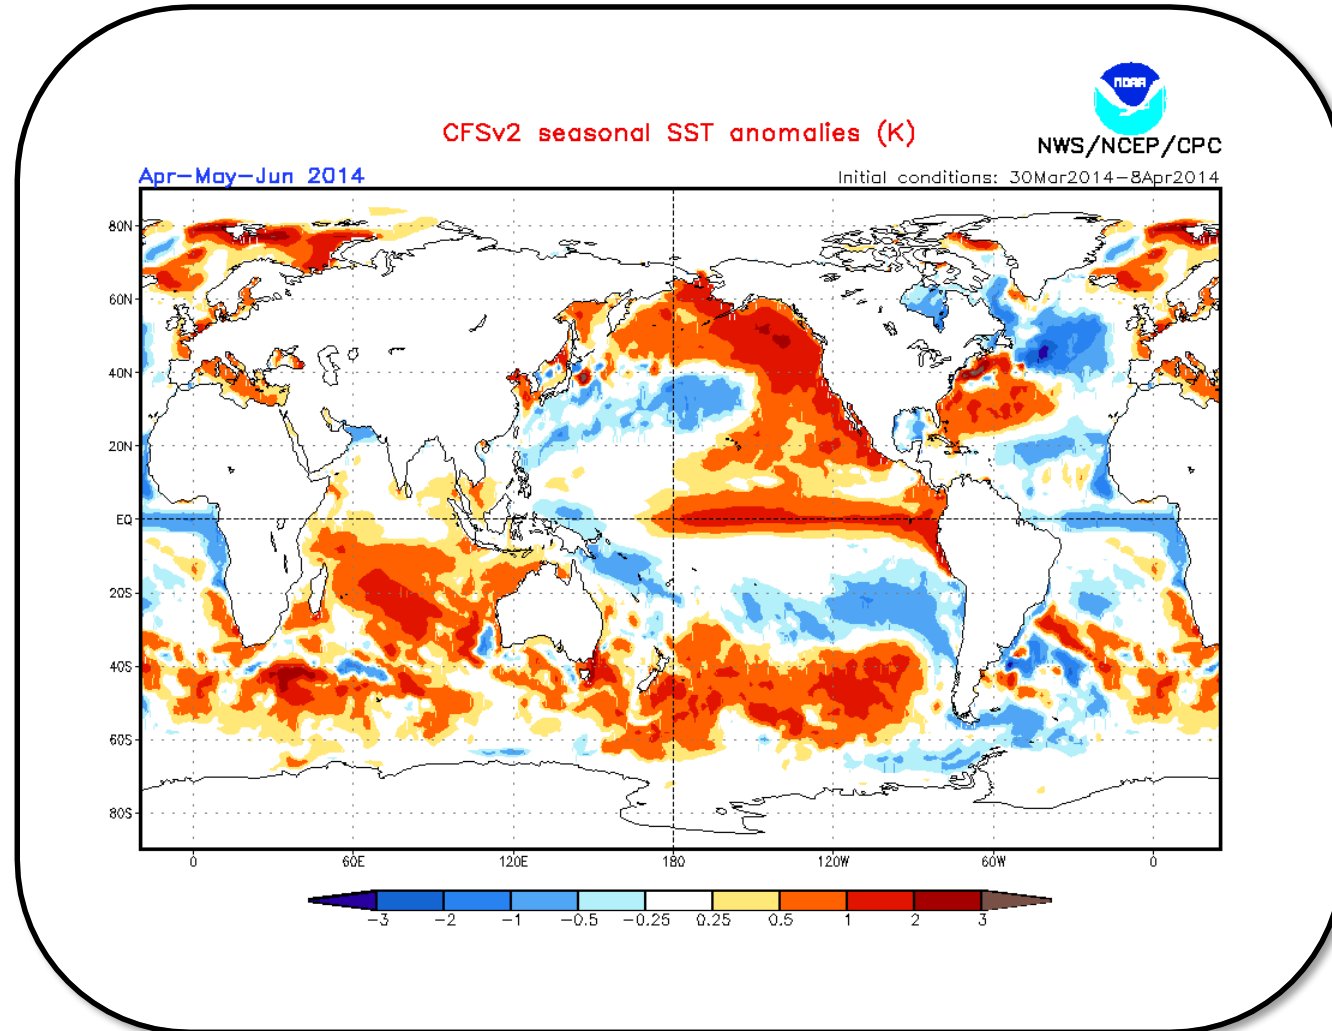 NOAA
CFSv2 seasonal SST anomalies (K)
NWS/NCEP/CPC
Apr-May-Jun 2014
Initial conditions: 30Mar2014-8Apr2014
80N
60N
40N
20N
EQ
20S
40S
60S
80S
0 60E 120E 180 120W 60W 0
-3 -2 -1 -0.5 -0.25 0.25 0.5 1 2 3